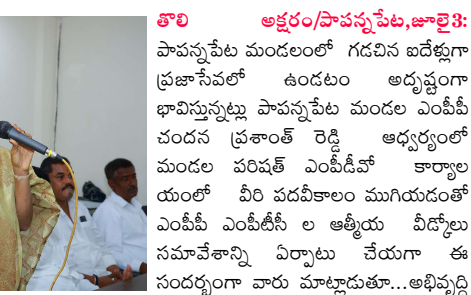 తొలి అక్షరం/పాపన్నపేట,జూలై3:
పాపన్నపేట మండలంలో గడచిన ఐదేళ్లుగా
ప్రజాసేవలో ఉండటం అదృష్టంగా
భావిస్తున్నట్లు పాపన్నపేట మండల ఎంపీపీ
చందన ప్రశాంత్ రెడ్డి ఆధ్వర్యంలో
మండల పరిషత్ ఎంపీడీవో కార్యాల
యంలో వీరి పదవీకాలం ముగియడంతో
ఎంపీపీ ఎంపీటీసీ ల ఆత్మీయ వీడ్కోలు
సమావేశాన్ని ఏర్పాటు చేయగా ఈ
సందర్భంగా వారు మాట్లాడుతూ...అభివృద్ధి